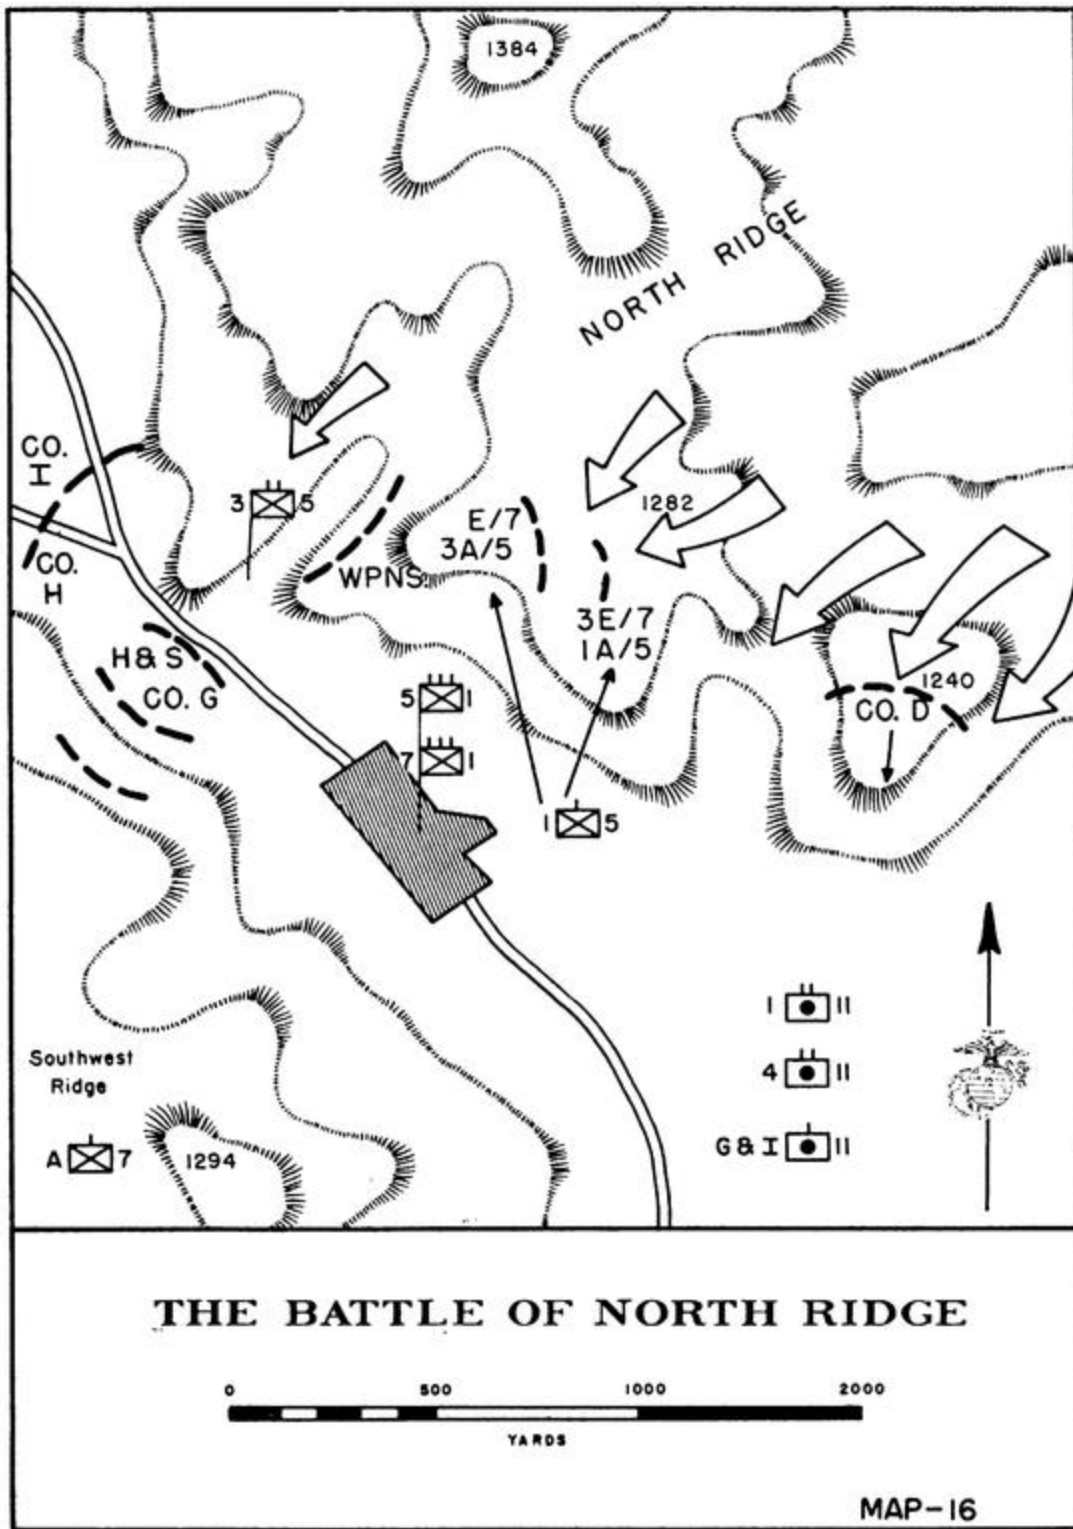 1384
NORTH RIDGE
CO.
I
3 5
1282
E/7
3A/5
WPNS.
CO.
H
3E/7
1A/5
H & S
CO. G
5 1
1240
CO. D
7 1
1 5
1 11
4 11
G & I 11
Southwest
Ridge
A 7
1294
THE BATTLE OF NORTH RIDGE
0 500 1000 2000
YARDS
MAP-16